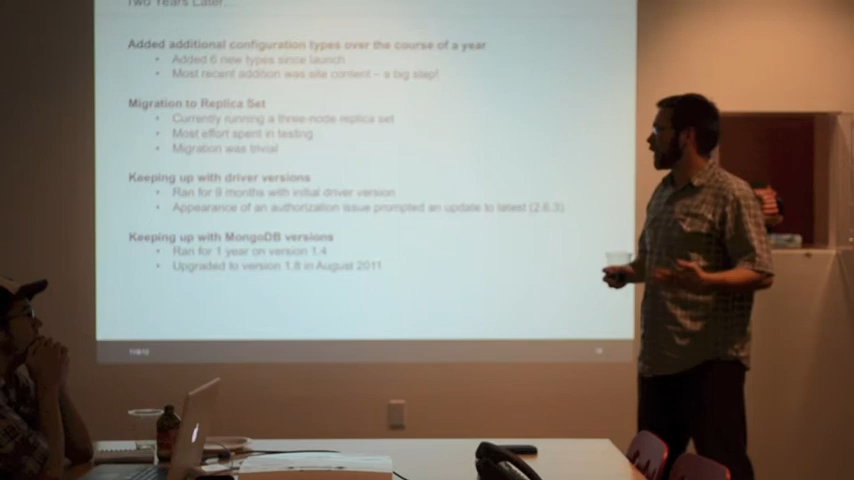 Two Years Later...
Added additional configuration types over the course of a year
• Added 6 new types since launch
• Most recent addition was site content – a big step!
Migration to Replica Set
• Currently running a three-node replica set
• Most effort spent in testing
• Migration was trivial
Keeping up with driver versions
• Ran for 9 months with initial driver version
• Appearance of an authorization issue prompted an update to latest (2.6.3)
Keeping up with MongoDB versions
• Ran for 1 year on version 1.4
• Upgraded to version 1.8 in August 2011